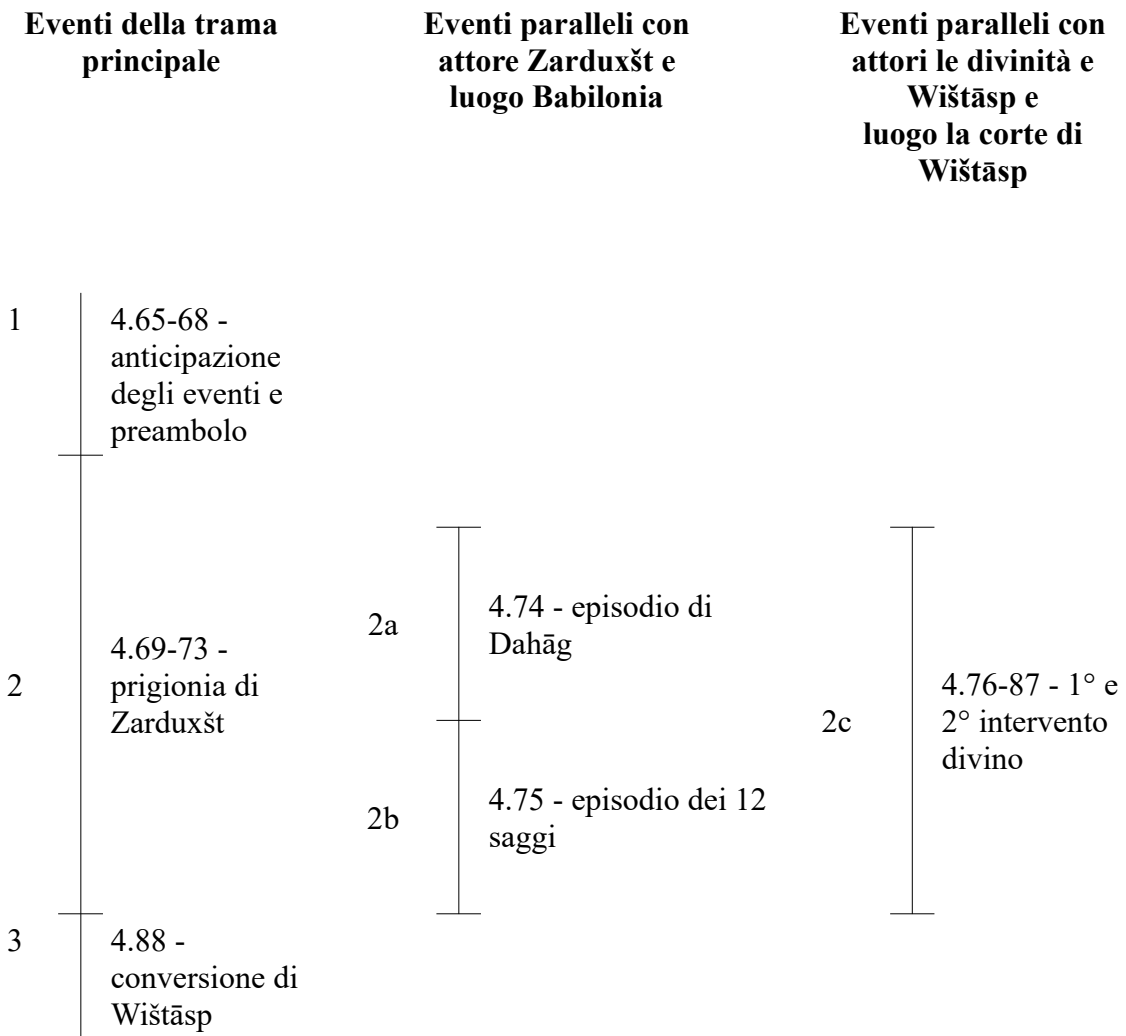 Eventi della trama
principale
Eventi paralleli con
attore Zarduxšt e
luogo Babilonia
Eventi paralleli con
attori le divinità e
Wištāsp e
luogo la corte di
Wištāsp
1
4.65-68 -
anticipazione
degli eventi e
preambolo
2
4.69-73 -
prigionia di
Zarduxšt
2a
4.74 - episodio di
Dahāg
2b
4.75 - episodio dei 12
saggi
2c
4.76-87 - 1° e
2° intervento
divino
3
4.88 -
conversione di
Wištāsp